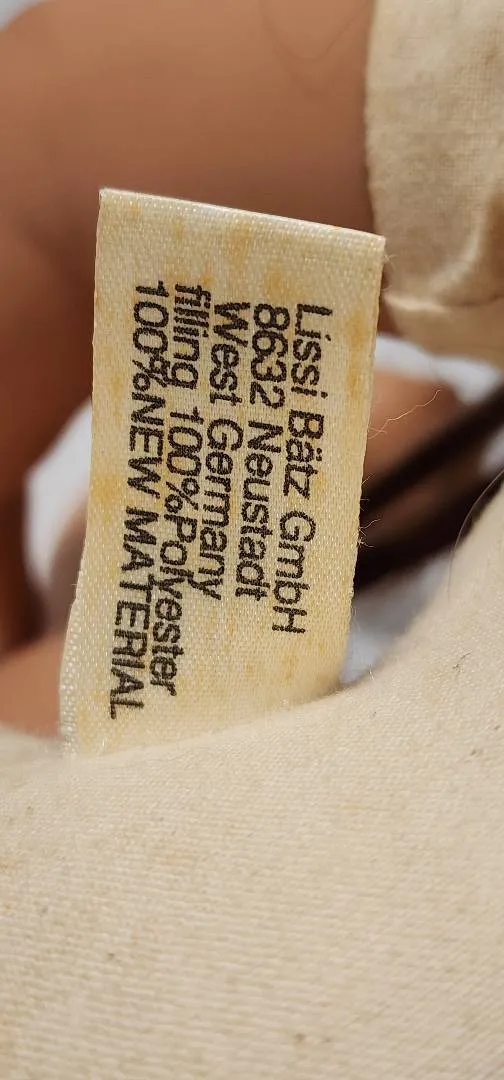 Lissi Bätz GmbH
8632 Neustadt
West Germany
filling 100%Polyester
100%NEW MATERIAL